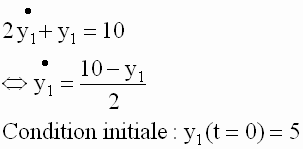 2ẏ₁ + y₁ = 10
⇔ ẏ₁ = (10 − y₁)/2
Condition initiale : y₁(t = 0) = 5